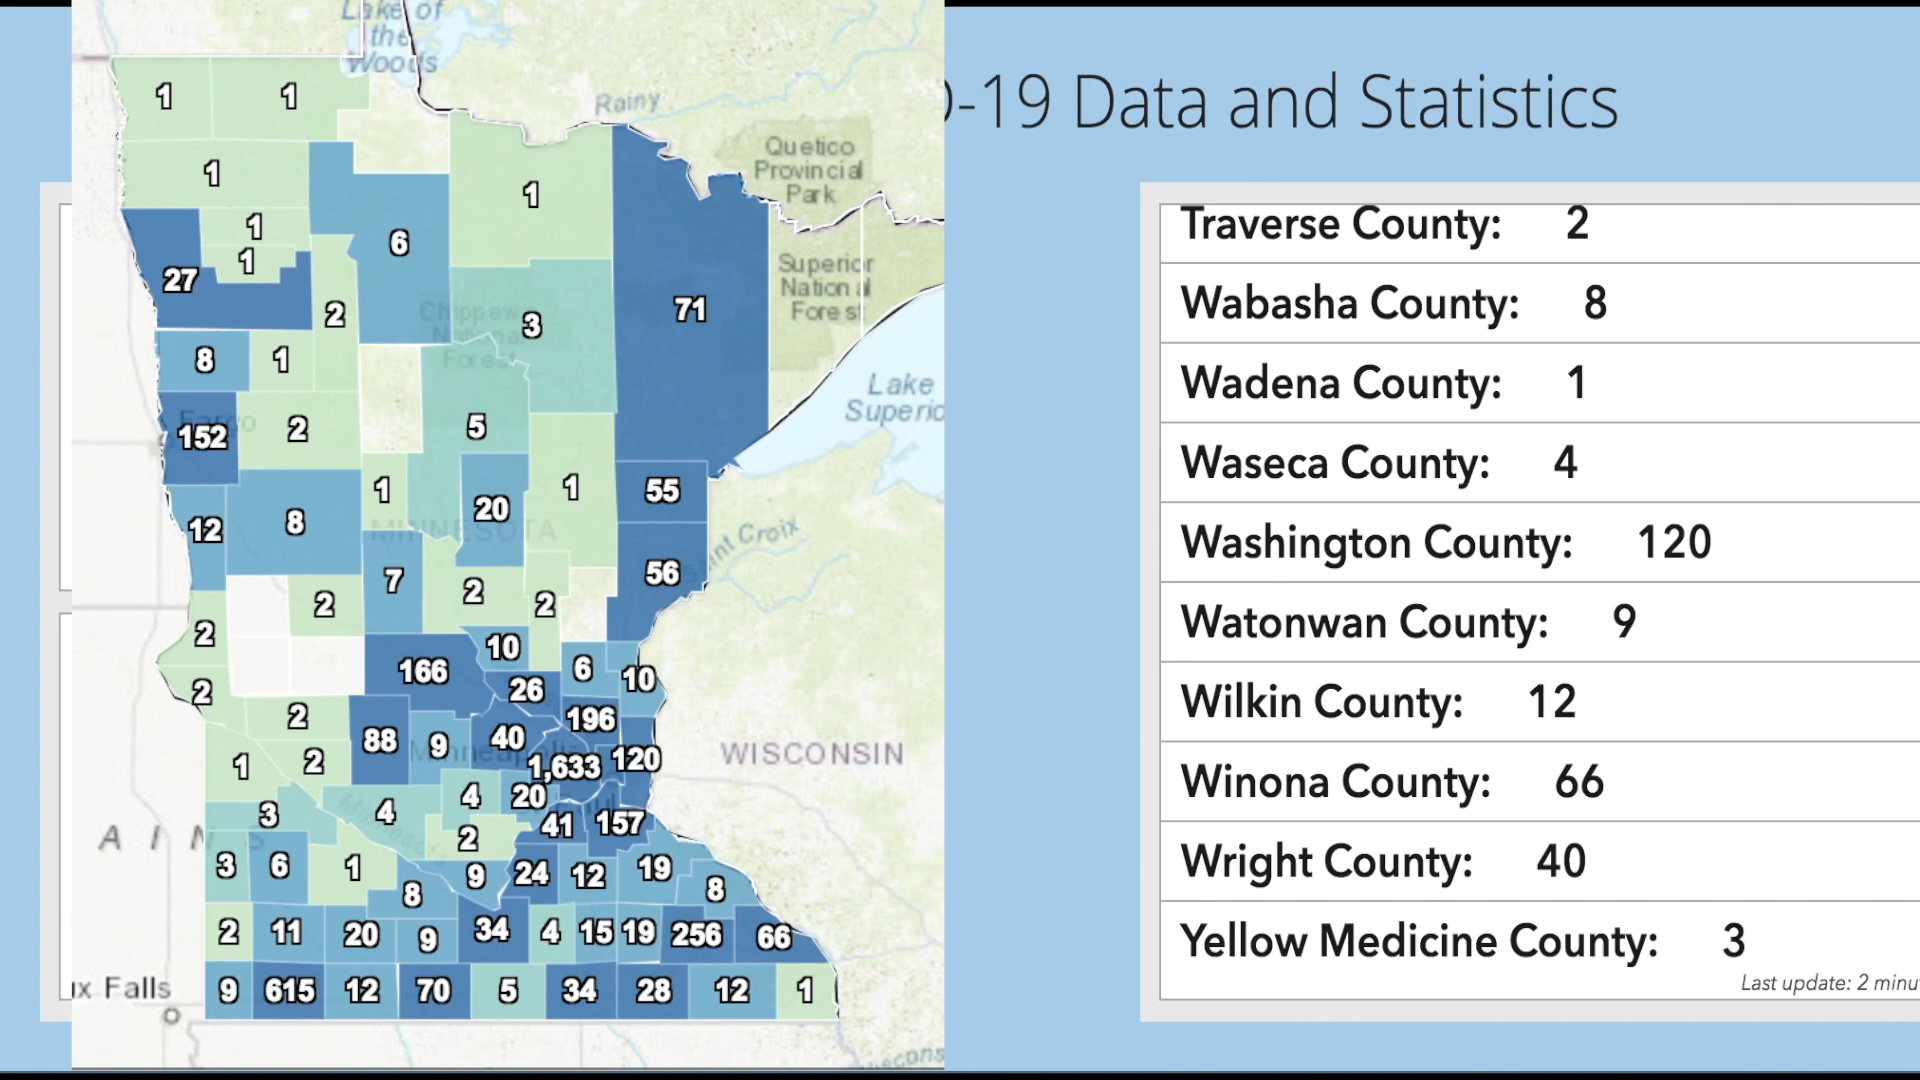 Lake of
the
Woods
Rainy
-19 Data and Statistics
1
1
Quetico
Provincial
Park
1
1
Traverse County: 2
1
6
1
27
Superior
National
Forest
Wabasha County: 8
2
3
71
8
1
Lake
Superio
Wadena County: 1
152
2
5
Waseca County: 4
1
20
1
55
12
8
MINNESOTA
Washington County: 120
int Croix
7
56
2
2
2
Watonwan County: 9
2
10
166
6
10
2
26
Wilkin County: 12
2
196
88
9
40
WISCONSIN
1
2
1,633
120
Winona County: 66
3
4
4
20
41
157
A I N S
2
3
6
1
9
24
12
19
8
8
Wright County: 40
2
11
20
9
34
4
15
19
256
66
Yellow Medicine County: 3
Last update: 2 minu
ux Falls
9
615
12
70
5
34
28
12
1